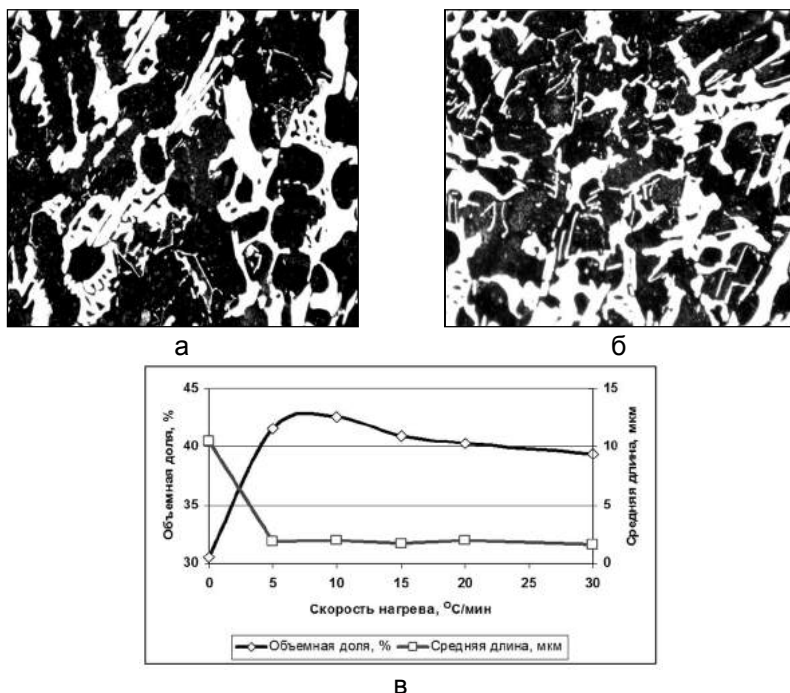 а
б
45
40
35
30
Объемная доля, %
15
10
5
0
Средняя длина, мкм
0 5 10 15 20 25 30
Скорость нагрева, ОС/мин
Объемная доля, % Средняя длина, мкм
в